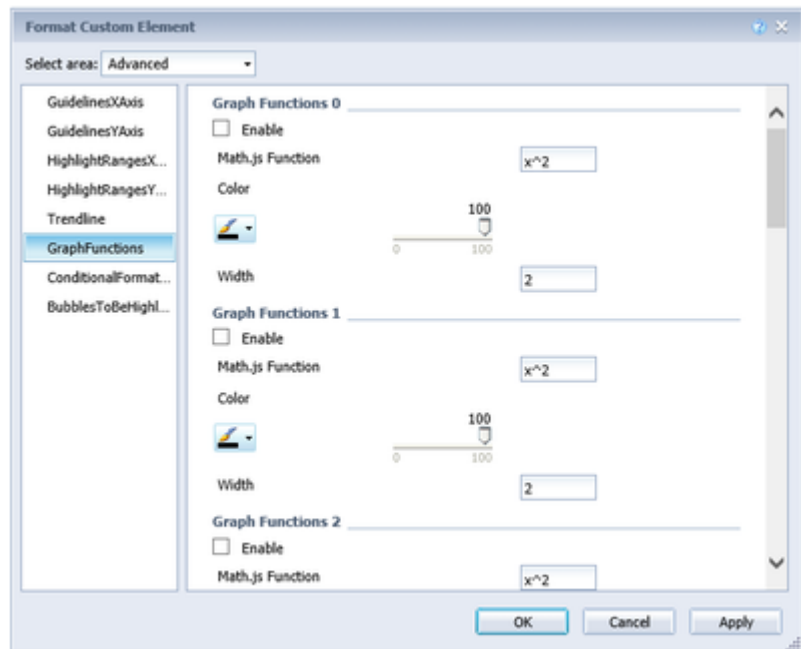 Format Custom Element
Select area: Advanced
GuidelinesXAxis
GuidelinesYAxis
HighlightRangesX...
HighlightRangesY...
Trendline
GraphFunctions
ConditionalFormat...
BubblesToBeHighl...
Graph Functions 0
Enable
Math.js Function x^2
Color
100
0 100
Width 2
Graph Functions 1
Enable
Math.js Function x^2
Color
100
0 100
Width 2
Graph Functions 2
Enable
Math.js Function x^2
OK Cancel Apply